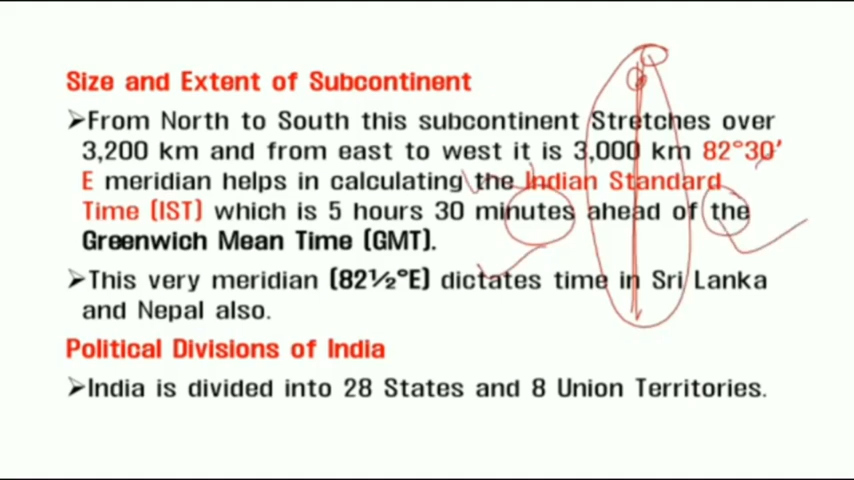 Size and Extent of Subcontinent
➢From North to South this subcontinent Stretches over
3,200 km and from east to west it is 3,000 km 82°30'
E meridian helps in calculating the Indian Standard
Time (IST) which is 5 hours 30 minutes ahead of the
Greenwich Mean Time (GMT).
➢This very meridian (82½°E) dictates time in Sri Lanka
and Nepal also.
Political Divisions of India
➢India is divided into 28 States and 8 Union Territories.